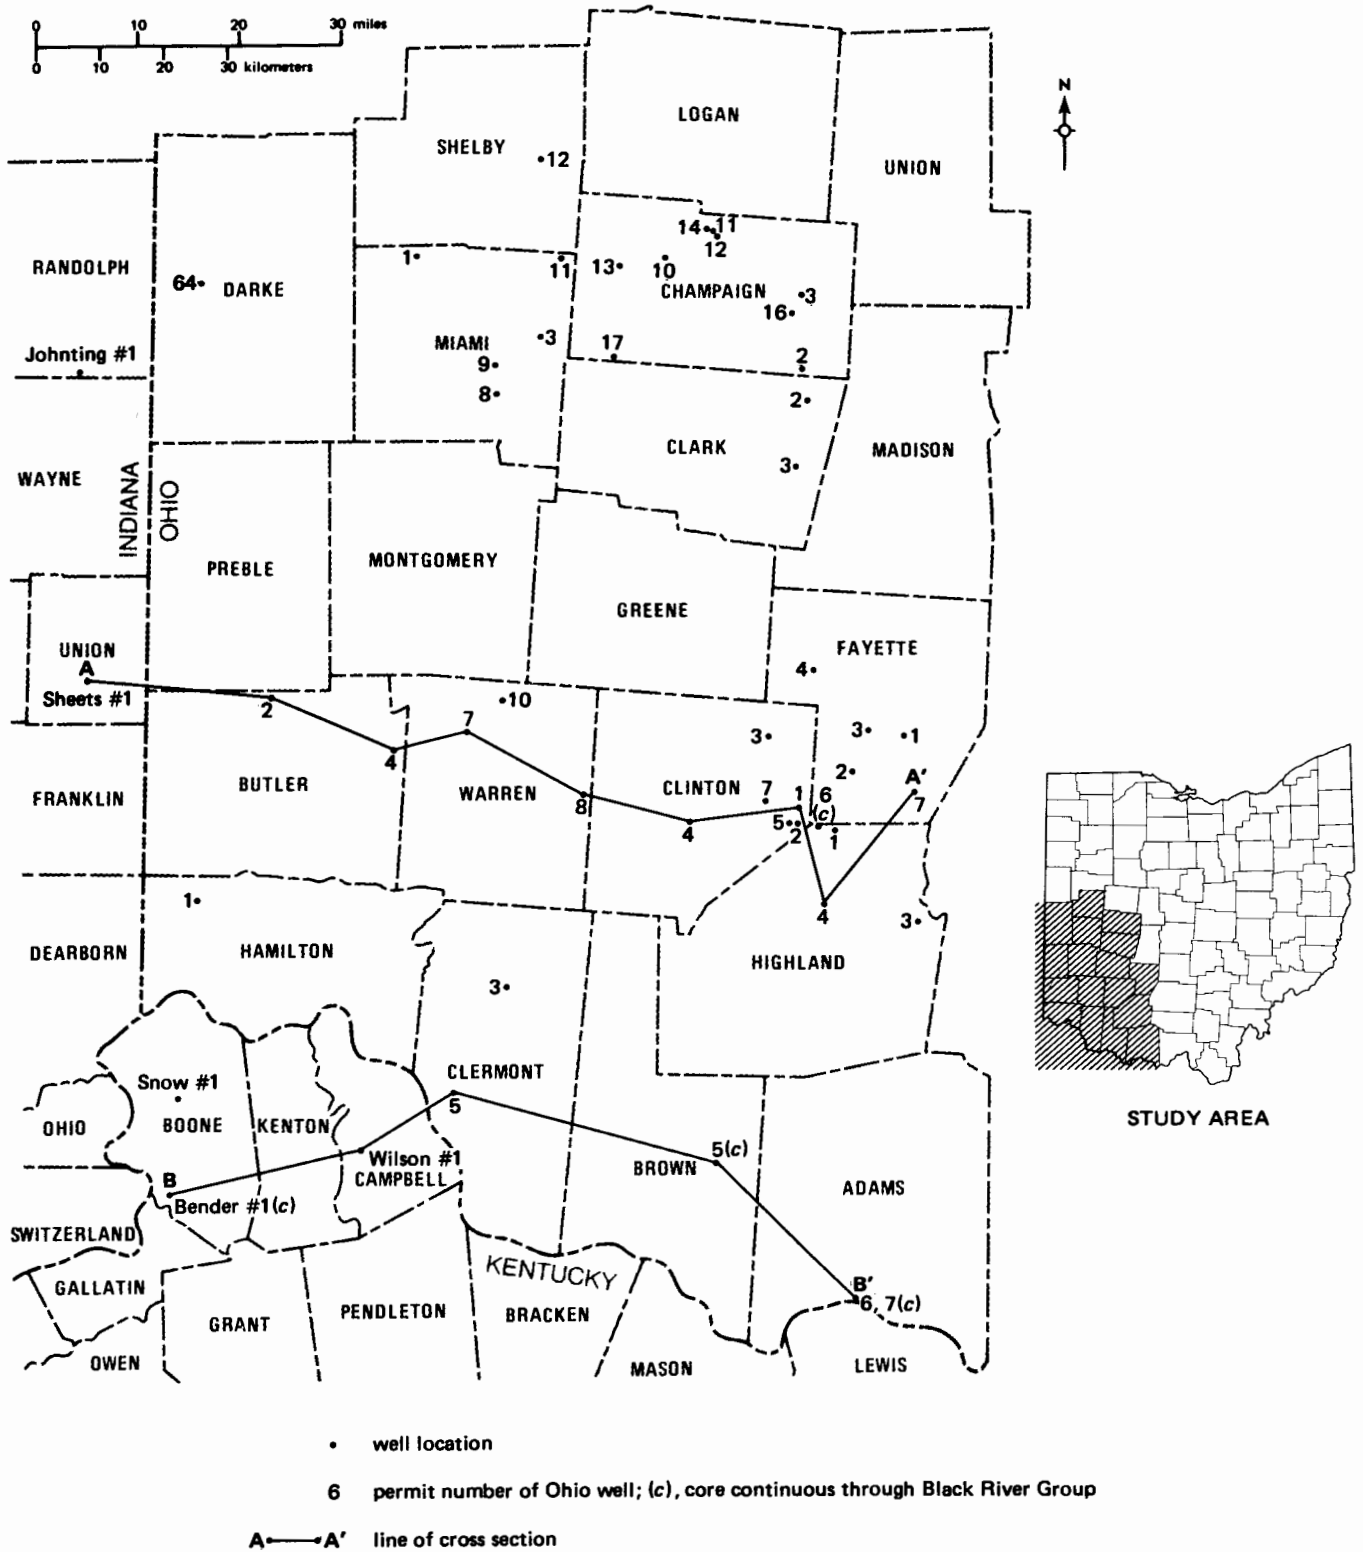 0 10 20 30 miles
0 10 20 30 kilometers
N
LOGAN
SHELBY
12
UNION
14 11
12
RANDOLPH
64
DARKE
1
11
13
10
CHAMPAIGN
3
16
Johnting #1
MIAMI
3
9
8
17
2
2
CLARK
3
MADISON
WAYNE
INDIANA
OHIO
PREBLE
MONTGOMERY
GREENE
UNION
A
Sheets #1
FAYETTE
4
2
10
7
4
3
3
1
2
A'
7
FRANKLIN
BUTLER
WARREN
8
CLINTON
7
4
1
6
(c)
5
2
1
4
3
1
DEARBORN
HAMILTON
HIGHLAND
3
CLERMONT
5
Snow #1
OHIO
BOONE
KENTON
Wilson #1
CAMPBELL
B
Bender #1(c)
5(c)
BROWN
ADAMS
STUDY AREA
SWITZERLAND
GALLATIN
KENTUCKY
B'
6, 7(c)
GRANT
PENDLETON
BRACKEN
OWEN
MASON
LEWIS
well location
6 permit number of Ohio well; (c), core continuous through Black River Group
A A' line of cross section